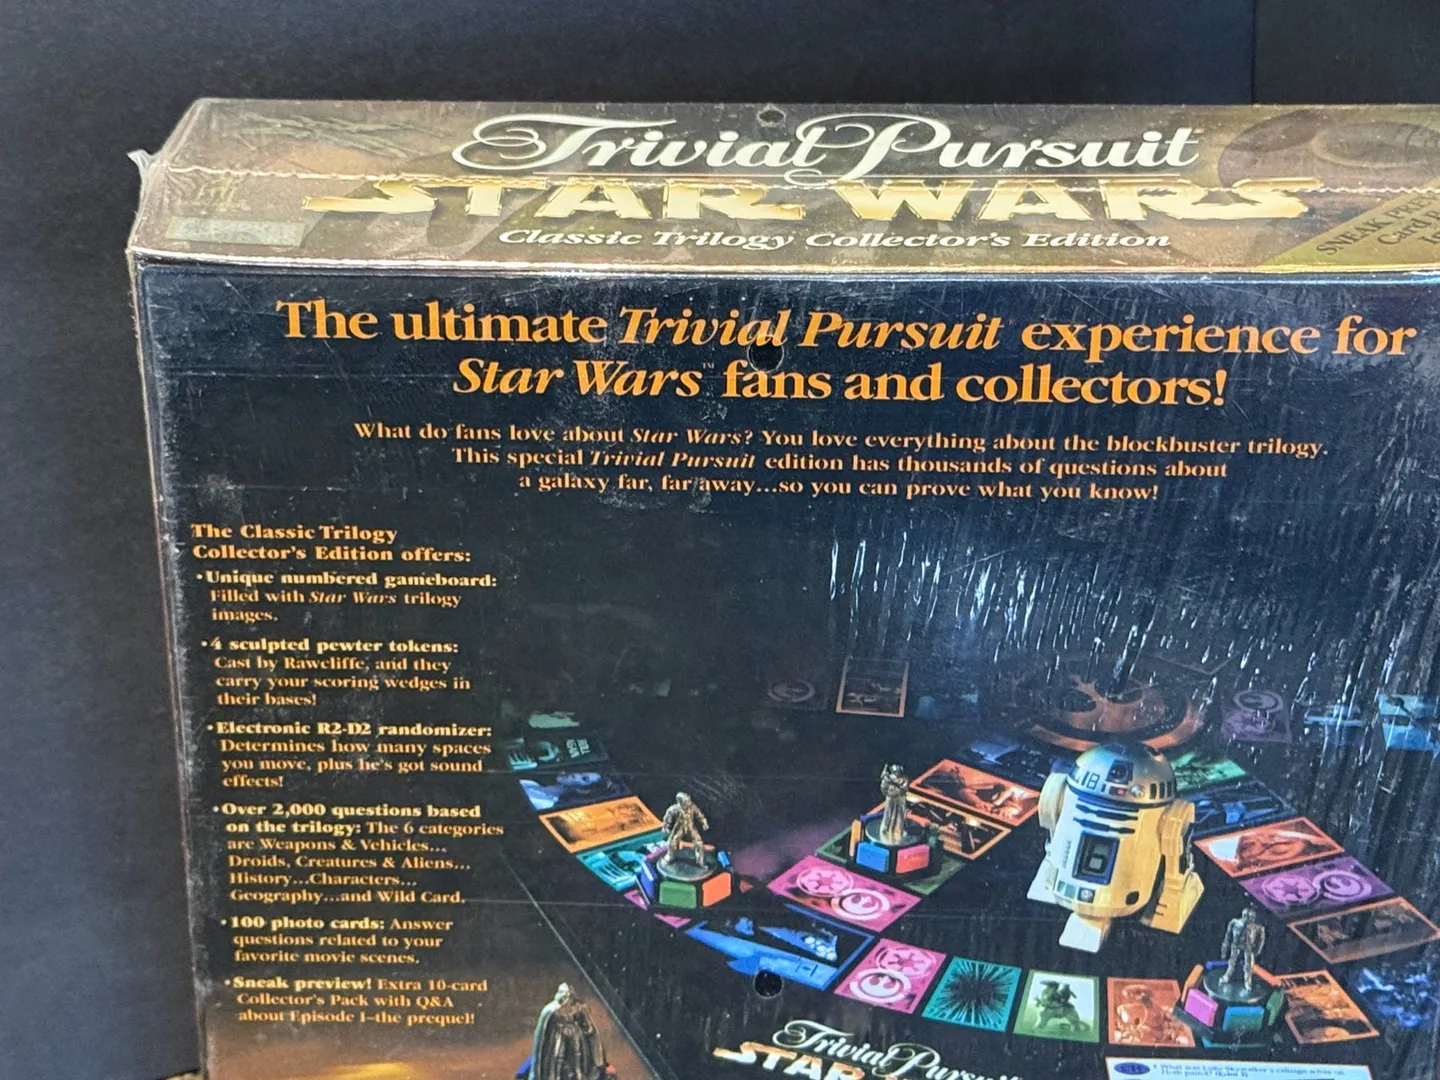 Trivial Pursuit
STAR WARS
Classic Trilogy Collector's Edition
SNEAK
The ultimate Trivial Pursuit experience for
Star Wars™ fans and collectors!
What do fans love about Star Wars? You love everything about the blockbuster trilogy.
This special Trivial Pursuit edition has thousands of questions about
a galaxy far, far away...so you can prove what you know!
The Classic Trilogy
Collector's Edition offers:
•Unique numbered gameboard:
Filled with Star Wars trilogy
images.
•4 sculpted pewter tokens:
Cast by Rawcliffe, and they
carry your scoring wedges in
their bases!
•Electronic R2-D2 randomizer:
Determines how many spaces
you move, plus he's got sound
effects!
•Over 2,000 questions based
on the trilogy: The 6 categories
are Weapons & Vehicles...
Droids, Creatures & Aliens...
History...Characters...
Geography...and Wild Card.
•100 photo cards: Answer
questions related to your
favorite movie scenes.
•Sneak preview! Extra 10-card
Collector's Pack with Q&A
about Episode I–the prequel!
6
Trivial Pursuit
STAR